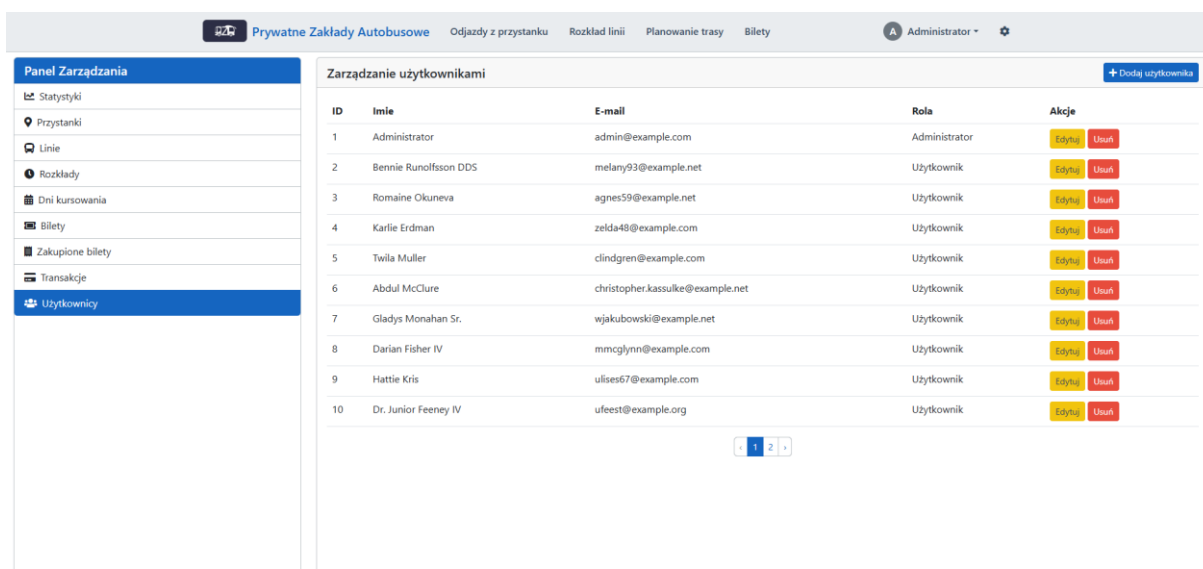 PZA Prywatne Zakłady Autobusowe Odjazdy z przystanku Rozkład linii Planowanie trasy Bilety A Administrator
Panel Zarządzania
Statystyki
Przystanki
Linie
Rozkłady
Dni kursowania
Bilety
Zakupione bilety
Transakcje
Użytkownicy
Zarządzanie użytkownikami + Dodaj użytkownika
ID Imie E-mail Rola Akcje
1 Administrator admin@example.com Administrator Edytuj Usuń
2 Bennie Runolfsson DDS melany93@example.net Użytkownik Edytuj Usuń
3 Romaine Okuneva agnes59@example.net Użytkownik Edytuj Usuń
4 Karlie Erdman zelda48@example.com Użytkownik Edytuj Usuń
5 Twila Muller clindgren@example.com Użytkownik Edytuj Usuń
6 Abdul McClure christopher.kassulke@example.net Użytkownik Edytuj Usuń
7 Gladys Monahan Sr. wjakubowski@example.net Użytkownik Edytuj Usuń
8 Darian Fisher IV mmcglynn@example.com Użytkownik Edytuj Usuń
9 Hattie Kris ulises67@example.com Użytkownik Edytuj Usuń
10 Dr. Junior Feeney IV ufeest@example.org Użytkownik Edytuj Usuń
‹ 1 2 ›